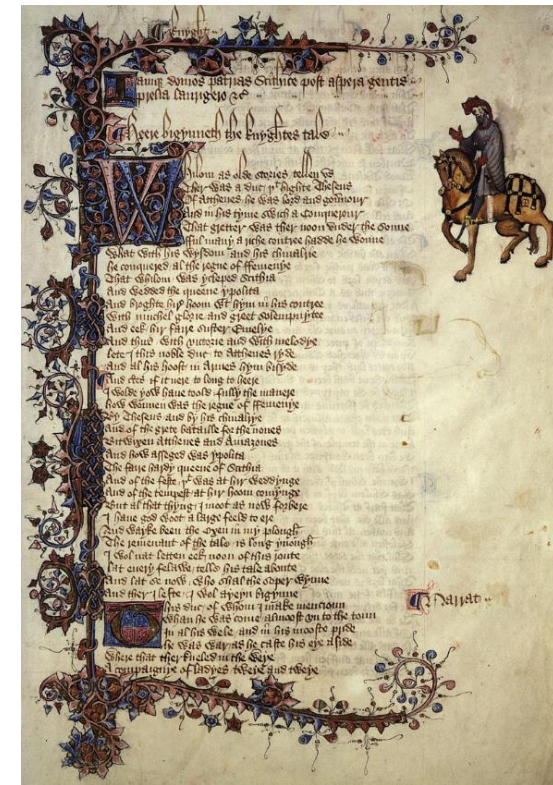 Knyght
Iamque domos patrias Scithice post aspera gentis
prelia laurigero &c
Heere bigynneth the knyghtes tale
Whilom as olde stories tellen us
Ther was a duc þt highte Theseus
Of Atthenes he was lord and gouernour
And in his tyme swich a Conquerour
That gretter was ther noon under the sonne
fful many a riche contree hadde he wonne
What with his wysdom and his chiualrie
he conquered al the regne of ffemenye
That whilom was ycleped Scithia
And wedded the queene ypolita
And broghte hir hoom wt hym in his contree
With muchel glorie and greet solempnytee
And eek hir faire suster Emelye
And thus with victorie and with melodye
lete I this noble duc to Atthenes ryde
And al his hoost in Armes hym bisyde
And certes if it nere to long to heere
I wolde yow haue toold fully the manere
how wonnen was the regne of ffemenye
By Theseus and by his chiualrye
And of the grete bataille for the nones
Bitwixen Atthenes and Amazones
And how asseged was ypolita
The faire hardy queene of Scithia
And of the feste þt was at hir weddynge
And of the tempest at hir hoom comynge
But al that thyng I moot as now forbere
I haue god woot a large feeld to ere
And wayke been the oxen in my plough
The remenant of the tale is long ynough
I wol nat letten eek noon of this route
lat euery felawe telle his tale aboute
And lat se now who shal the soper wynne
And ther I lefte I wol ayeyn bigynne
This duc of whom I make mencioun
Whan he was come almoost un to the toun
In al his wele and in his mooste pride
he was war as he caste his eye aside
Where that ther kneled in the weye
A compaignye of ladyes tweye and tweye
Narrat